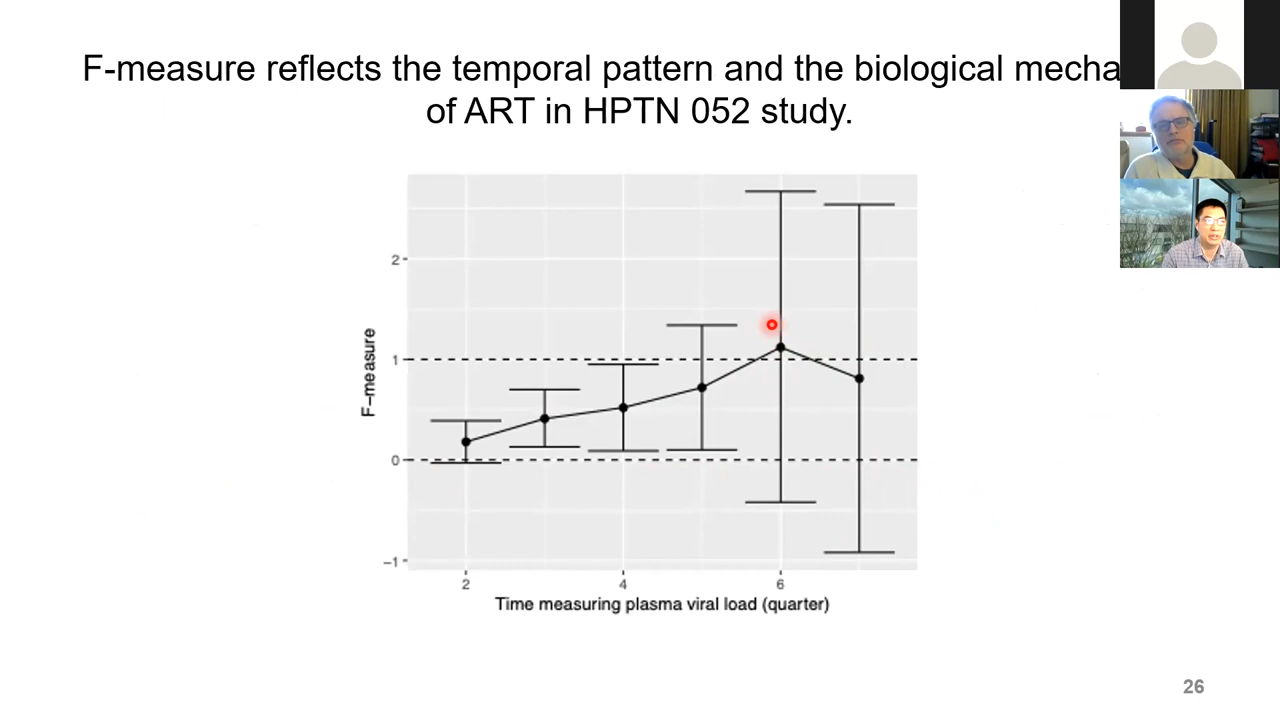 F-measure reflects the temporal pattern and the biological mecha
of ART in HPTN 052 study.
2
1
0
−1
F−measure
2 4 6
Time measuring plasma viral load (quarter)
26